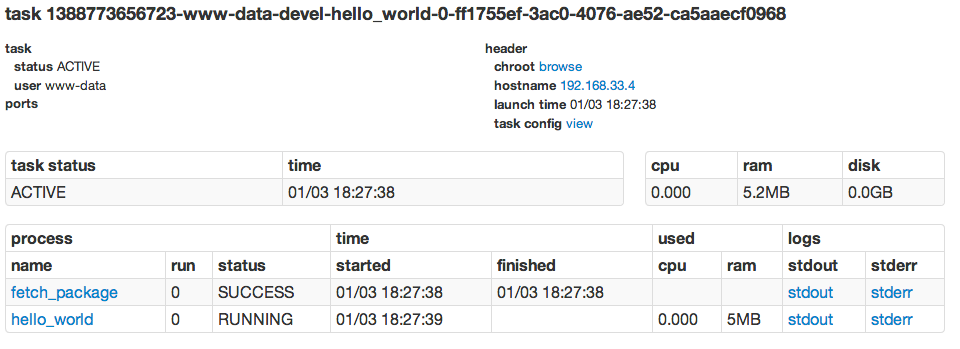 task 1388773656723-www-data-devel-hello_world-0-ff1755ef-3ac0-4076-ae52-ca5aaecf0968
task
status ACTIVE
user www-data
ports
header
chroot browse
hostname 192.168.33.4
launch time 01/03 18:27:38
task config view
task status time
ACTIVE 01/03 18:27:38
cpu ram disk
0.000 5.2MB 0.0GB
process time used logs
name run status started finished cpu ram stdout stderr
fetch_package 0 SUCCESS 01/03 18:27:38 01/03 18:27:38 stdout stderr
hello_world 0 RUNNING 01/03 18:27:39 0.000 5MB stdout stderr